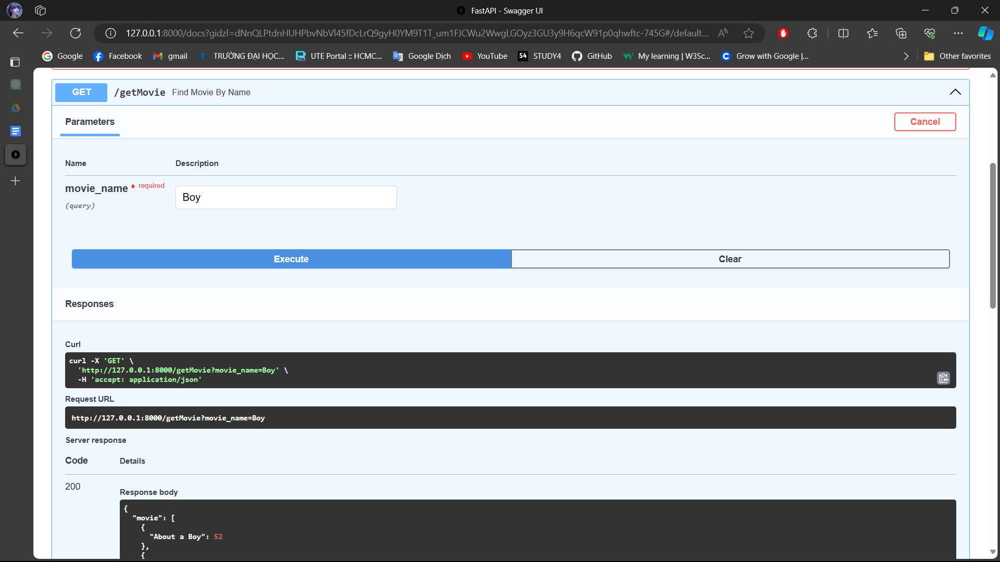 FastAPI - Swagger UI
127.0.0.1:8000/docs?gidzl=dNnQLPtdnHUHPbvNbVl45fDcLrQ9gyH0YM9T1T_um1FJCWu2WwgLGOyz3GU3y9H6qcW91p0qhwftc-745G#/default...
Google Facebook gmail TRƯỜNG ĐẠI HỌC... UTE Portal :: HCMC... Google Dịch YouTube STUDY4 GitHub My learning | W3Sc... Grow with Google |... Other favorites
GET /getMovie Find Movie By Name
Parameters Cancel
Name Description
movie_name * required
Boy
(query)
Execute Clear
Responses
Curl
curl -X 'GET' \
'http://127.0.0.1:8000/getMovie?movie_name=Boy' \
-H 'accept: application/json'
Request URL
http://127.0.0.1:8000/getMovie?movie_name=Boy
Server response
Code Details
200
Response body
{
"movie": [
{
"About a Boy": 52
},
{